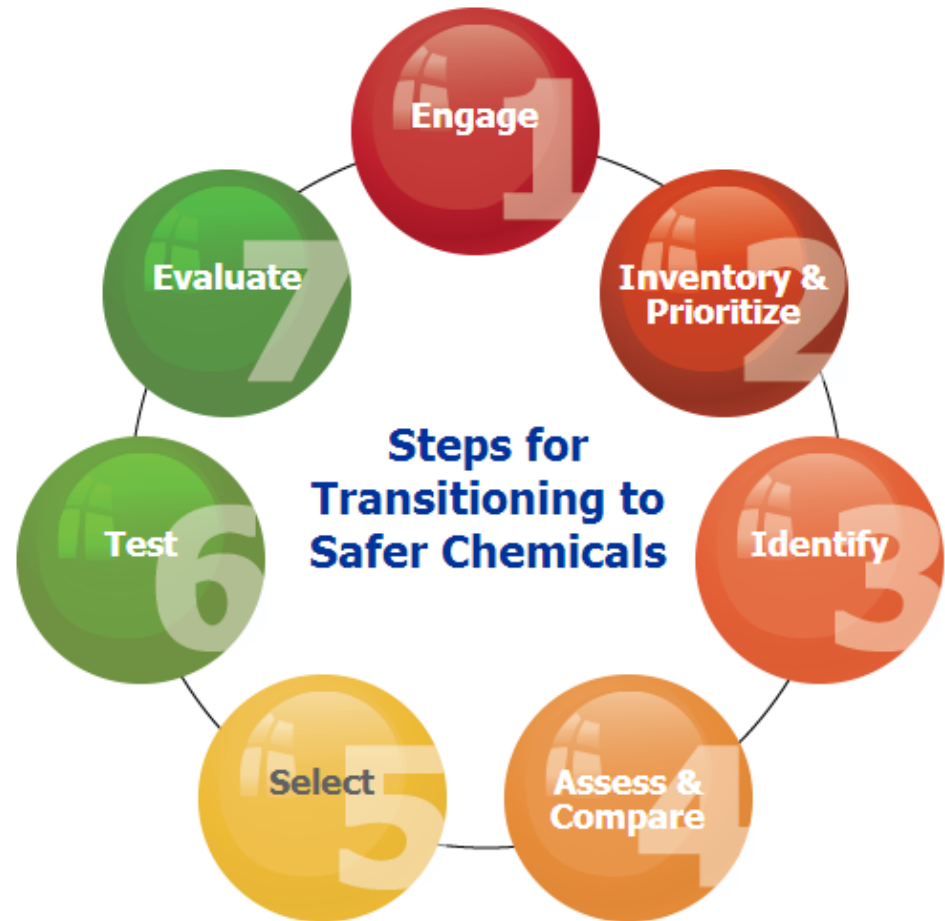 Engage
1
Inventory &
Prioritize
2
Identify
3
Assess &
Compare
4
Select
5
Test
6
Evaluate
7
Steps for
Transitioning to
Safer Chemicals